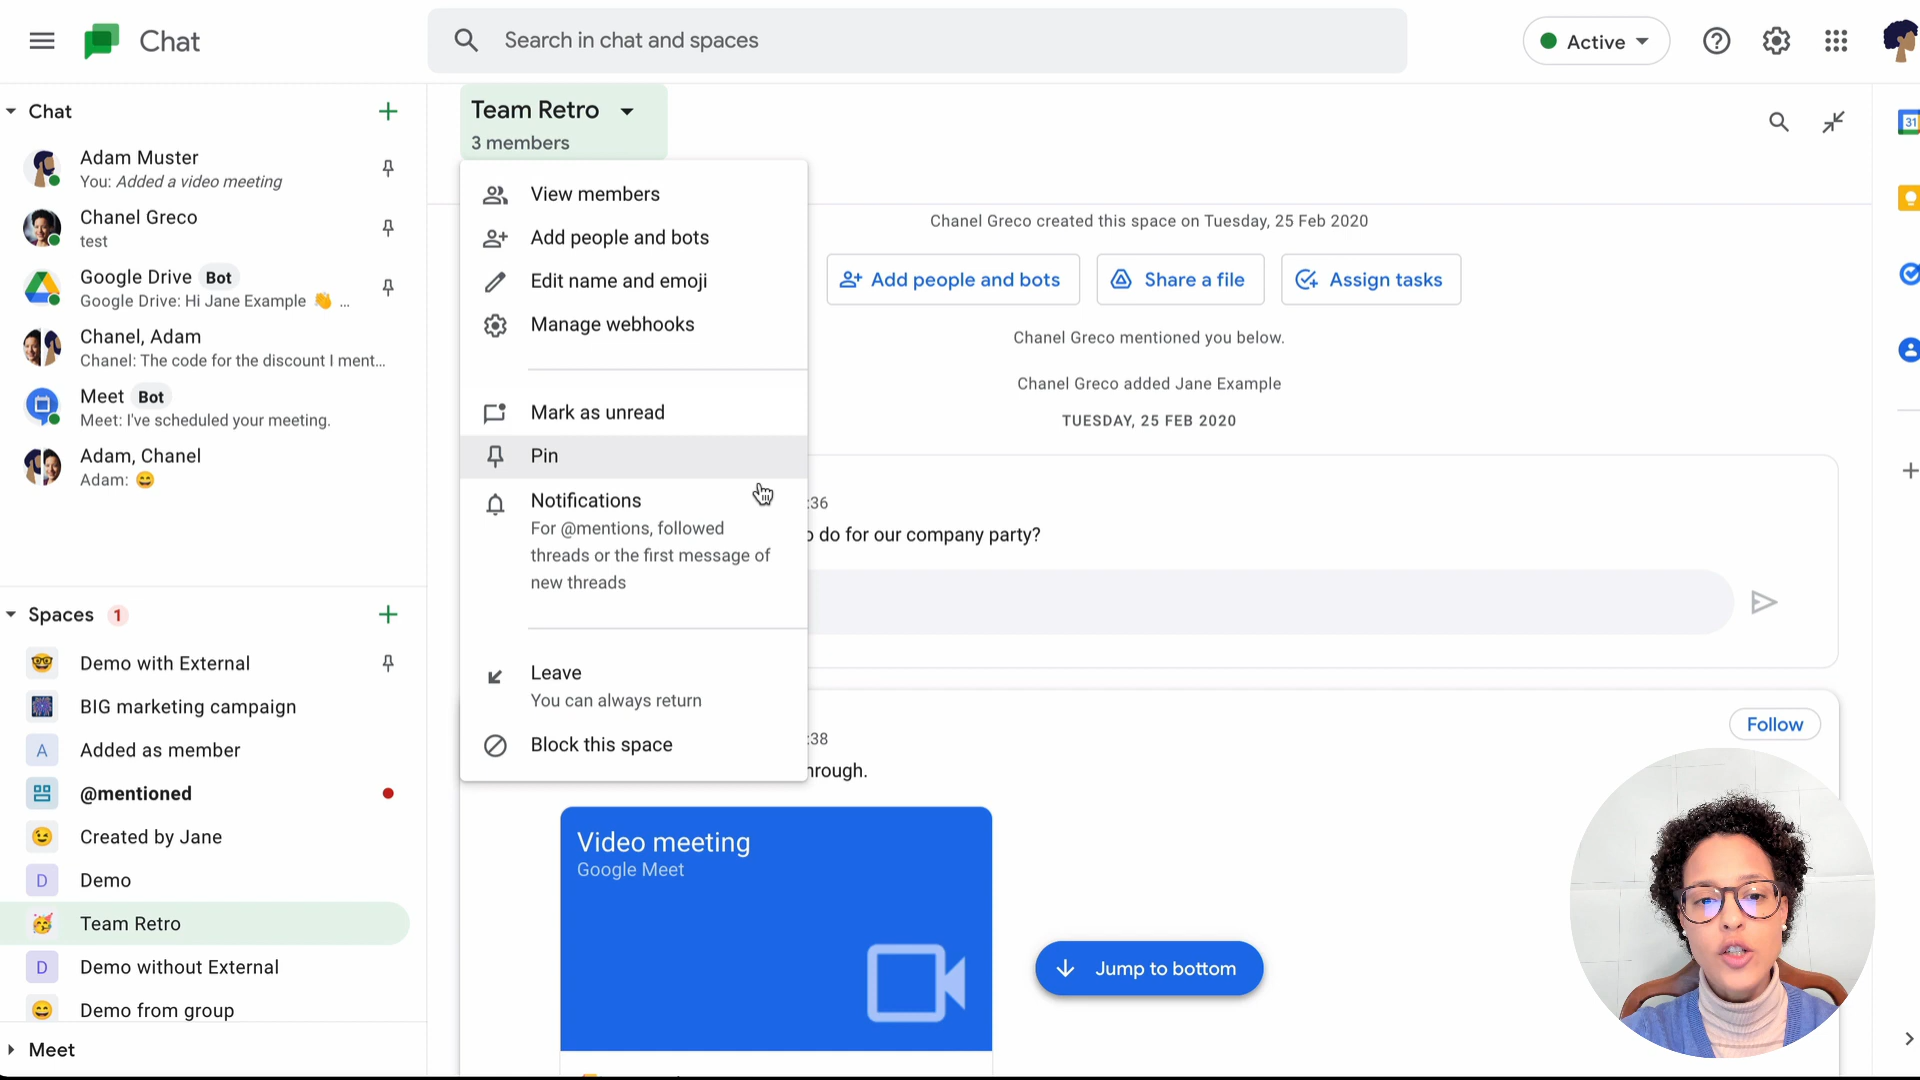 Chat
Search in chat and spaces
Active
Chat
Adam Muster
You: Added a video meeting
Chanel Greco
test
Google Drive Bot
Google Drive: Hi Jane Example 👋 ...
Chanel, Adam
Chanel: The code for the discount I ment...
Meet Bot
Meet: I've scheduled your meeting.
Adam, Chanel
Adam: 😄
Spaces 1
Demo with External
BIG marketing campaign
A Added as member
@mentioned
Created by Jane
D Demo
Team Retro
D Demo without External
Demo from group
Meet
Team Retro
3 members
View members
Add people and bots
Edit name and emoji
Manage webhooks
Mark as unread
Pin
Notifications
For @mentions, followed
threads or the first message of
new threads
Leave
You can always return
Block this space
Chanel Greco created this space on Tuesday, 25 Feb 2020
Add people and bots
Share a file
Assign tasks
Chanel Greco mentioned you below.
Chanel Greco added Jane Example
TUESDAY, 25 FEB 2020
:36
do for our company party?
Follow
:38
Video meeting
Google Meet
Jump to bottom
31